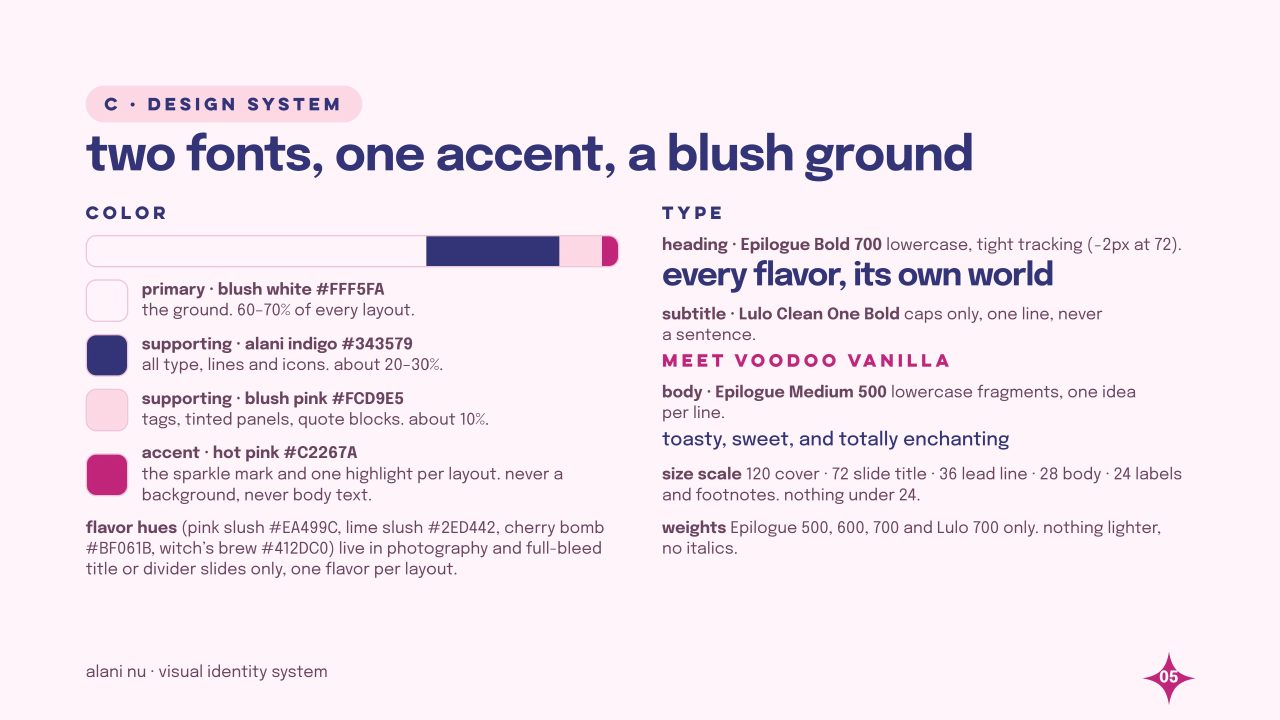 C · DESIGN SYSTEM
two fonts, one accent, a blush ground
COLOR
primary · blush white #FFF5FA
the ground. 60–70% of every layout.
supporting · alani indigo #343579
all type, lines and icons. about 20–30%.
supporting · blush pink #FCD9E5
tags, tinted panels, quote blocks. about 10%.
accent · hot pink #C2267A
the sparkle mark and one highlight per layout. never a
background, never body text.
flavor hues (pink slush #EA499C, lime slush #2ED442, cherry bomb
#BF061B, witch’s brew #412DC0) live in photography and full-bleed
title or divider slides only, one flavor per layout.
TYPE
heading · Epilogue Bold 700 lowercase, tight tracking (-2px at 72).
every flavor, its own world
subtitle · Lulo Clean One Bold caps only, one line, never
a sentence.
MEET VOODOO VANILLA
body · Epilogue Medium 500 lowercase fragments, one idea
per line.
toasty, sweet, and totally enchanting
size scale 120 cover · 72 slide title · 36 lead line · 28 body · 24 labels
and footnotes. nothing under 24.
weights Epilogue 500, 600, 700 and Lulo 700 only. nothing lighter,
no italics.
alani nu · visual identity system
05